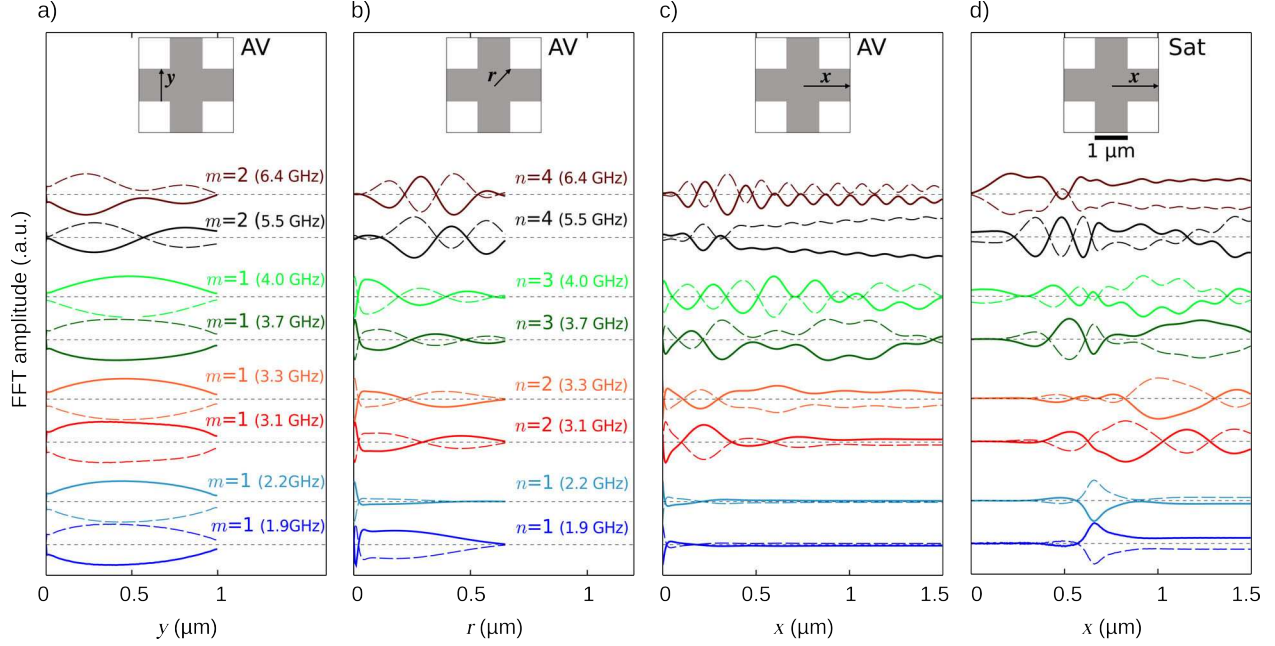 a)
b)
c)
d)
AV
AV
AV
Sat
y
r
x
x
1 μm
FFT amplitude (.a.u.)
m=2 (6.4 GHz)
m=2 (5.5 GHz)
m=1 (4.0 GHz)
m=1 (3.7 GHz)
m=1 (3.3 GHz)
m=1 (3.1 GHz)
m=1 (2.2GHz)
m=1 (1.9GHz)
n=4 (6.4 GHz)
n=4 (5.5 GHz)
n=3 (4.0 GHz)
n=3 (3.7 GHz)
n=2 (3.3 GHz)
n=2 (3.1 GHz)
n=1 (2.2 GHz)
n=1 (1.9 GHz)
0 0.5 1
0 0.5 1
0 0.5 1 1.5
0 0.5 1 1.5
y (μm)
r (μm)
x (μm)
x (μm)